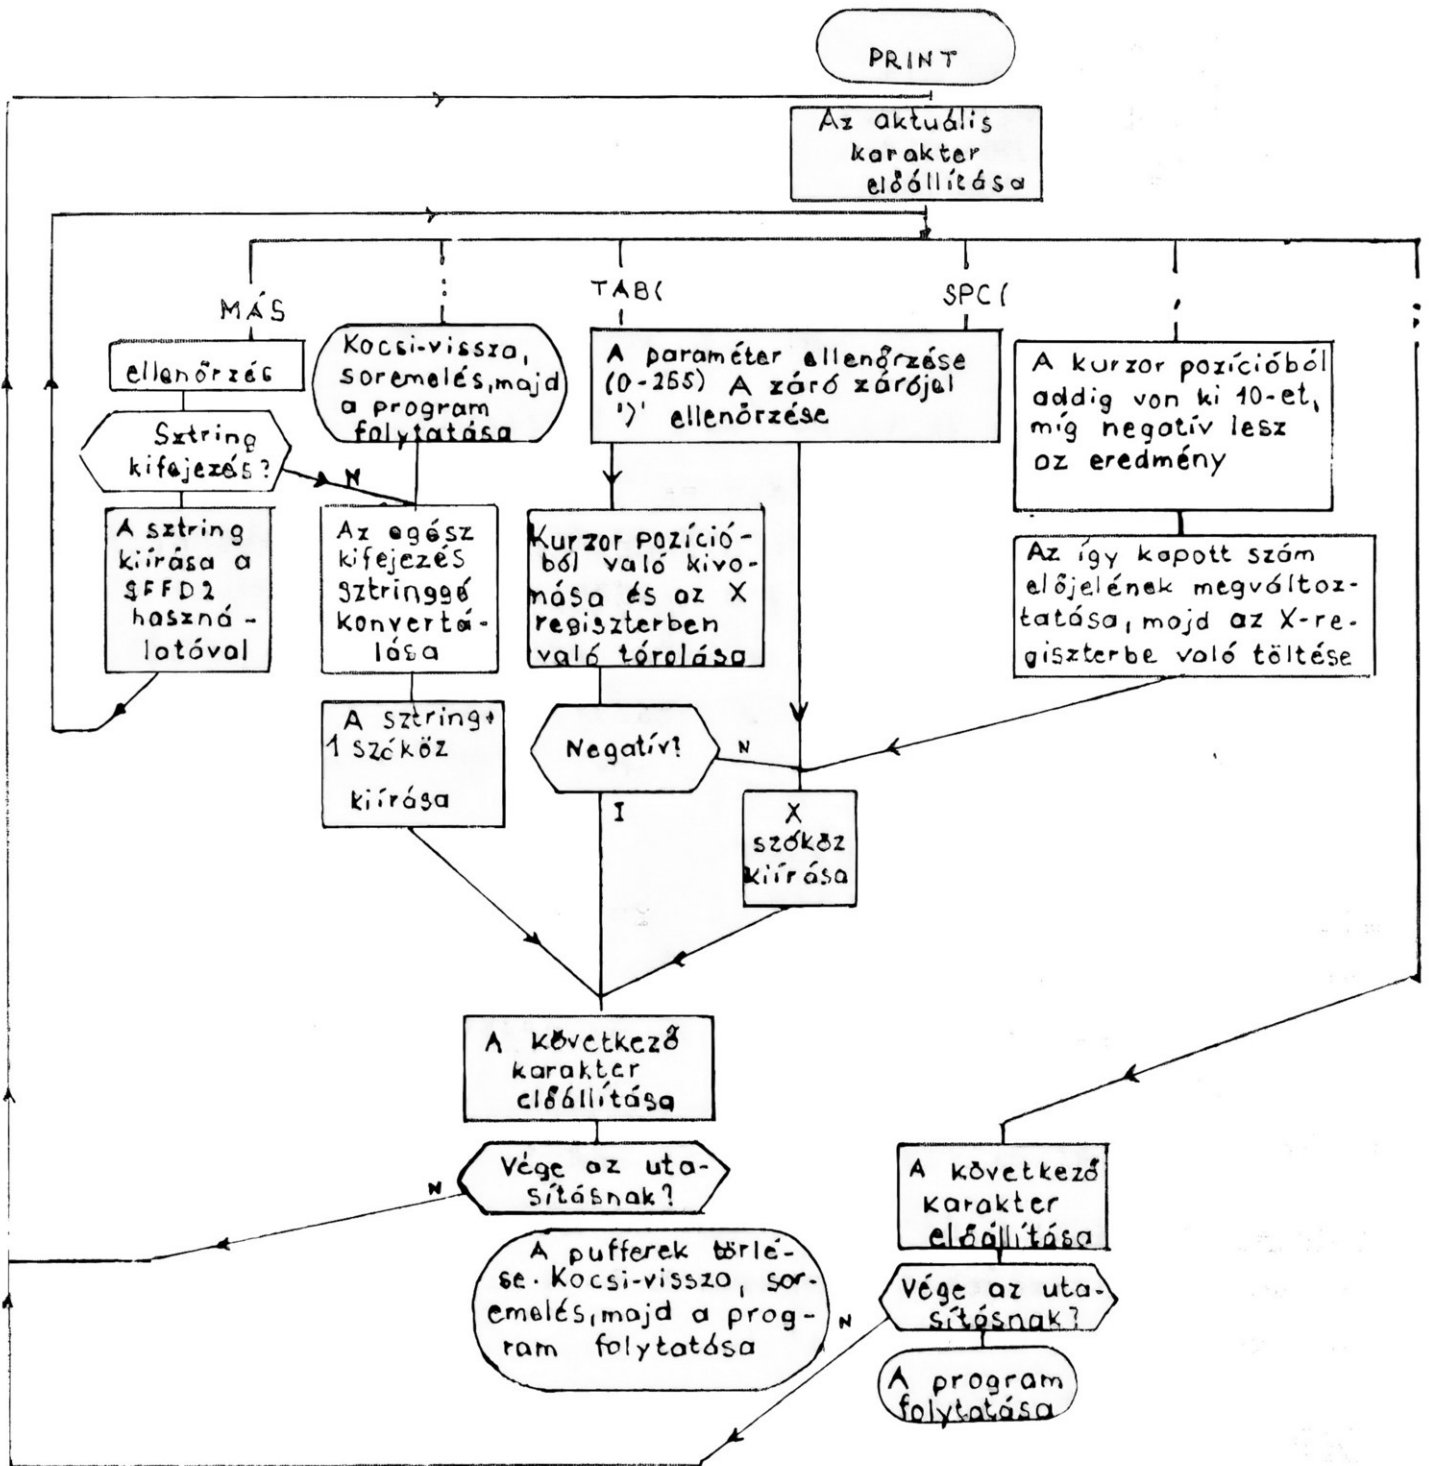 PRINT
Az aktuális
karakter
előállítása
MÁS
:
TAB(
SPC(
,
;
ellenőrzés
Kocsi-vissza,
soremelés, majd
a program
folytatása
A paraméter ellenőrzése
(0-255) A záró zárójel
')' ellenőrzése
A kurzor pozícióból
addig von ki 10-et,
míg negatív lesz
az eredmény
Sztring
kifejezés?
N
A sztring
kiírása a
$FFD2
haszná-
latával
Az egész
kifejezés
sztringgé
konvertá-
lása
Kurzor pozíció-
ból való kivo-
nása és az X
regiszterben
való tárolása
Az így kapott szám
előjelének megváltoz-
tatása, majd az X-re-
giszterbe való töltése
A sztring+
1 szóköz
kiírása
Negatív?
N
I
X
szóköz
kiírása
A következő
karakter
előállítása
Vége az uta-
sításnak?
N
A pufferek törlé-
se. Kocsi-vissza, sor-
emelés, majd a prog-
ram folytatása
A következő
karakter
előállítása
Vége az uta-
sításnak?
N
A program
folytatása